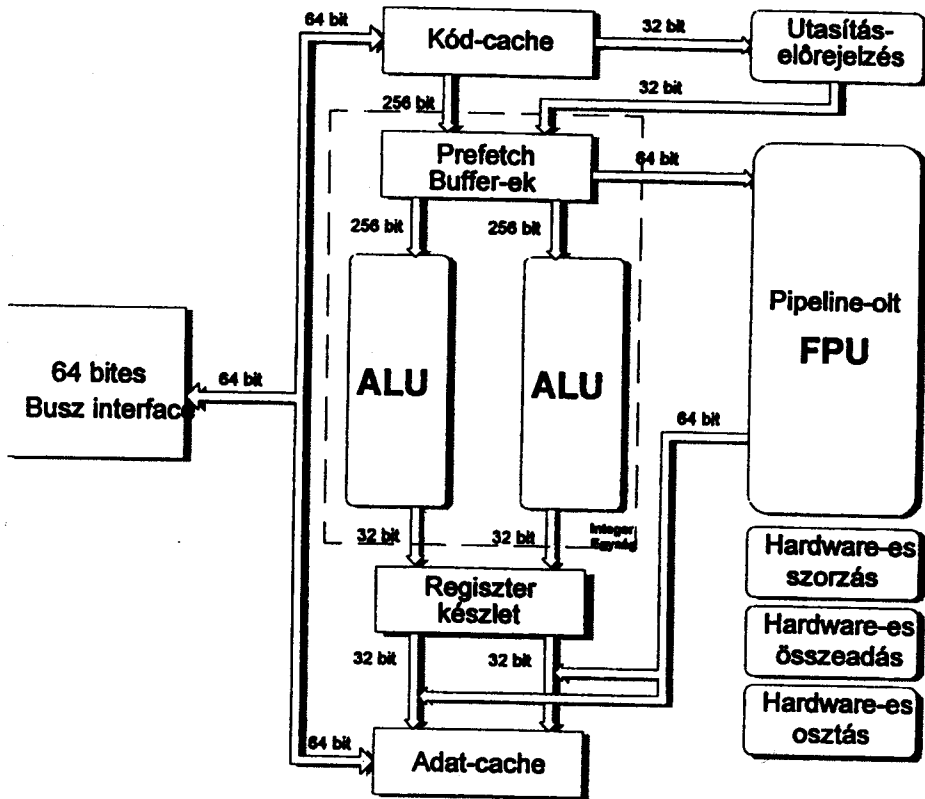 64 bit
Kód-cache
32 bit
Utasítás-
előrejelzés
32 bit
256 bit
Prefetch
Buffer-ek
64 bit
256 bit
256 bit
Pipeline-olt
FPU
ALU
ALU
64 bites
Busz interface
64 bit
64 bit
32 bit
32 bit
Integer
Egység
Hardware-es
szorzás
Regiszter
készlet
Hardware-es
összeadás
32 bit
32 bit
Hardware-es
osztás
64 bit
Adat-cache